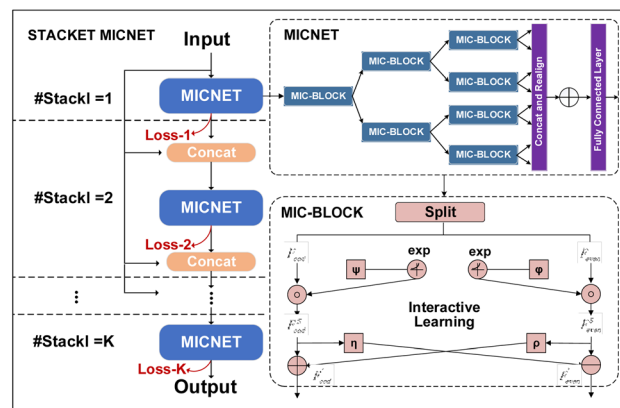 STACKET MICNET
Input
#Stackl =1
MICNET
Loss-1
Concat
#Stackl =2
MICNET
Loss-2
Concat
#Stackl =K
MICNET
Loss-K
Output
MICNET
MIC-BLOCK
MIC-BLOCK
MIC-BLOCK
MIC-BLOCK
MIC-BLOCK
MIC-BLOCK
MIC-BLOCK
Concat and Realign
Fully Connected Layer
MIC-BLOCK
Split
exp
exp
ψ
φ
Interactive
Learning
η
ρ